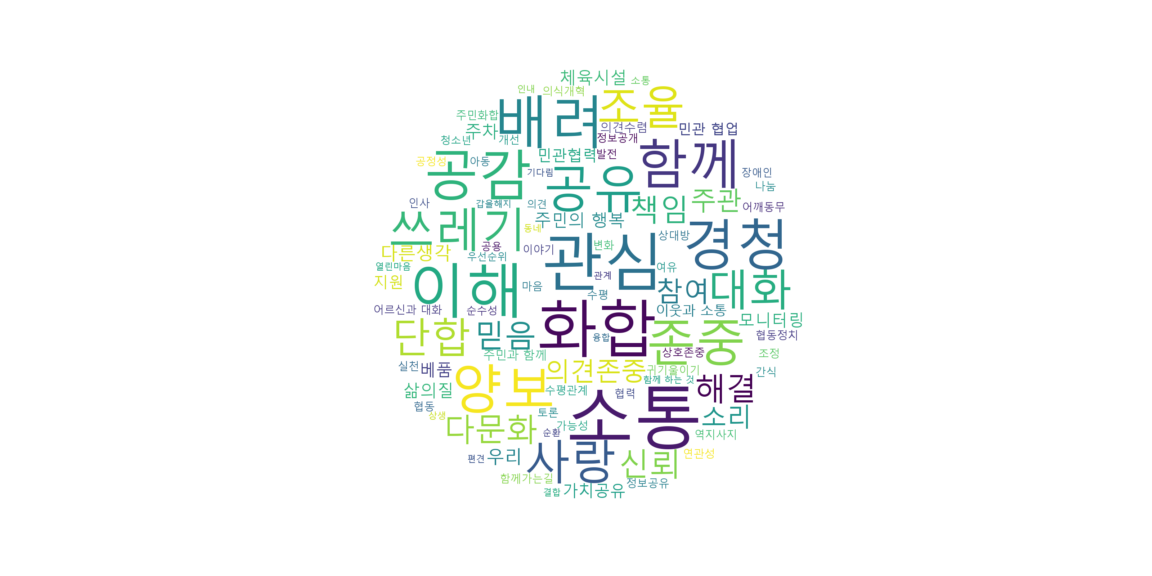 체육시설 소통
인내 의식개혁
배려 조율
주민화합
주차 의견수렴 민관 협업
청소년 개선 정보공개
함께
민관협력 발전
공정성 아동
공감 기다림 장애인
공유 나눔
인사 갑을해지 의견 책임 주관 어깨동무
주민의 행복
쓰레기 동네 경청
상대방
다른생각 공용 이야기 변화
우선순위
관심
열린마음 여유
지원 이해 마음 관계 참여 대화
수평
어르신과 대화 순수성 이웃과 소통
모니터링
화합
단합 믿음 융합 존중 협동정치
주민과 함께 상호존중 조정
실천 베품 의견존중 귀기울이기 간식
함께 하는 것
양보 해결
삶의질 수평관계 협력
협동 소통
상생 토론 소리
다문화 순환 가능성 역지사지
편견 우리 사랑 신뢰 연관성
함께가는길 정보공유
결합 가치공유